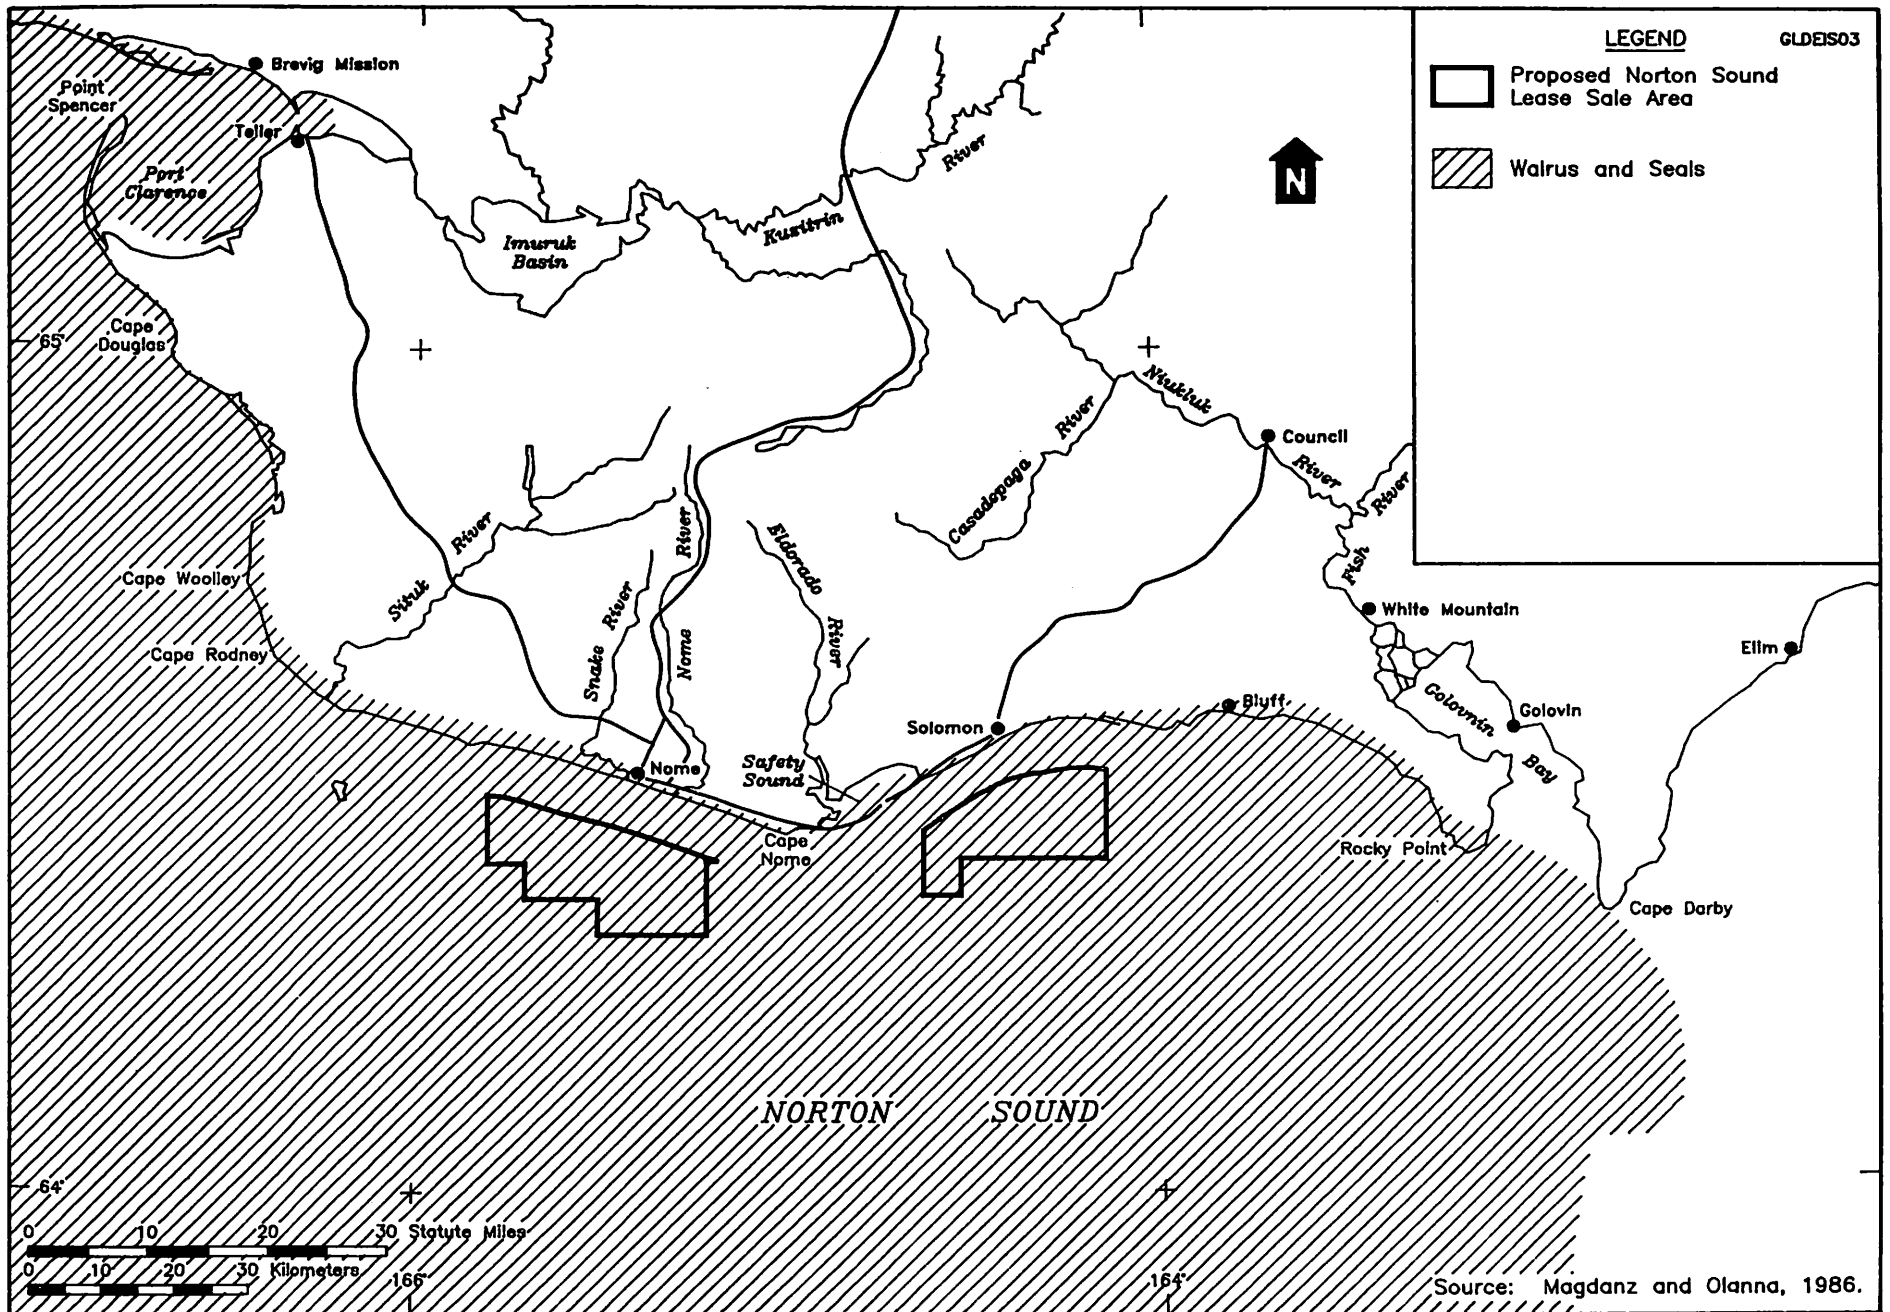 LEGEND
GLDEIS03
Proposed Norton Sound
Lease Sale Area
Walrus and Seals
N
Brevig Mission
Point
Spencer
Teller
Port
Clarence
River
Kuzitrin
Imuruk
Basin
65°
Cape
Douglas
Niukluk
River
Council
River
River
Casadepaga
River
River
Eldorado
River
Fish
Cape Woolley
Situk
River
White Mountain
Cape Rodney
Snake
Nome
Elim
Golovnin
Bay
Golovin
Bluff
Solomon
Safety
Sound
Nome
Cape
Nome
Rocky Point
Cape Darby
NORTON SOUND
64°
0 10 20 30 Statute Miles
0 10 20 30 Kilometers
166°
164°
Source: Magdanz and Olanna, 1986.